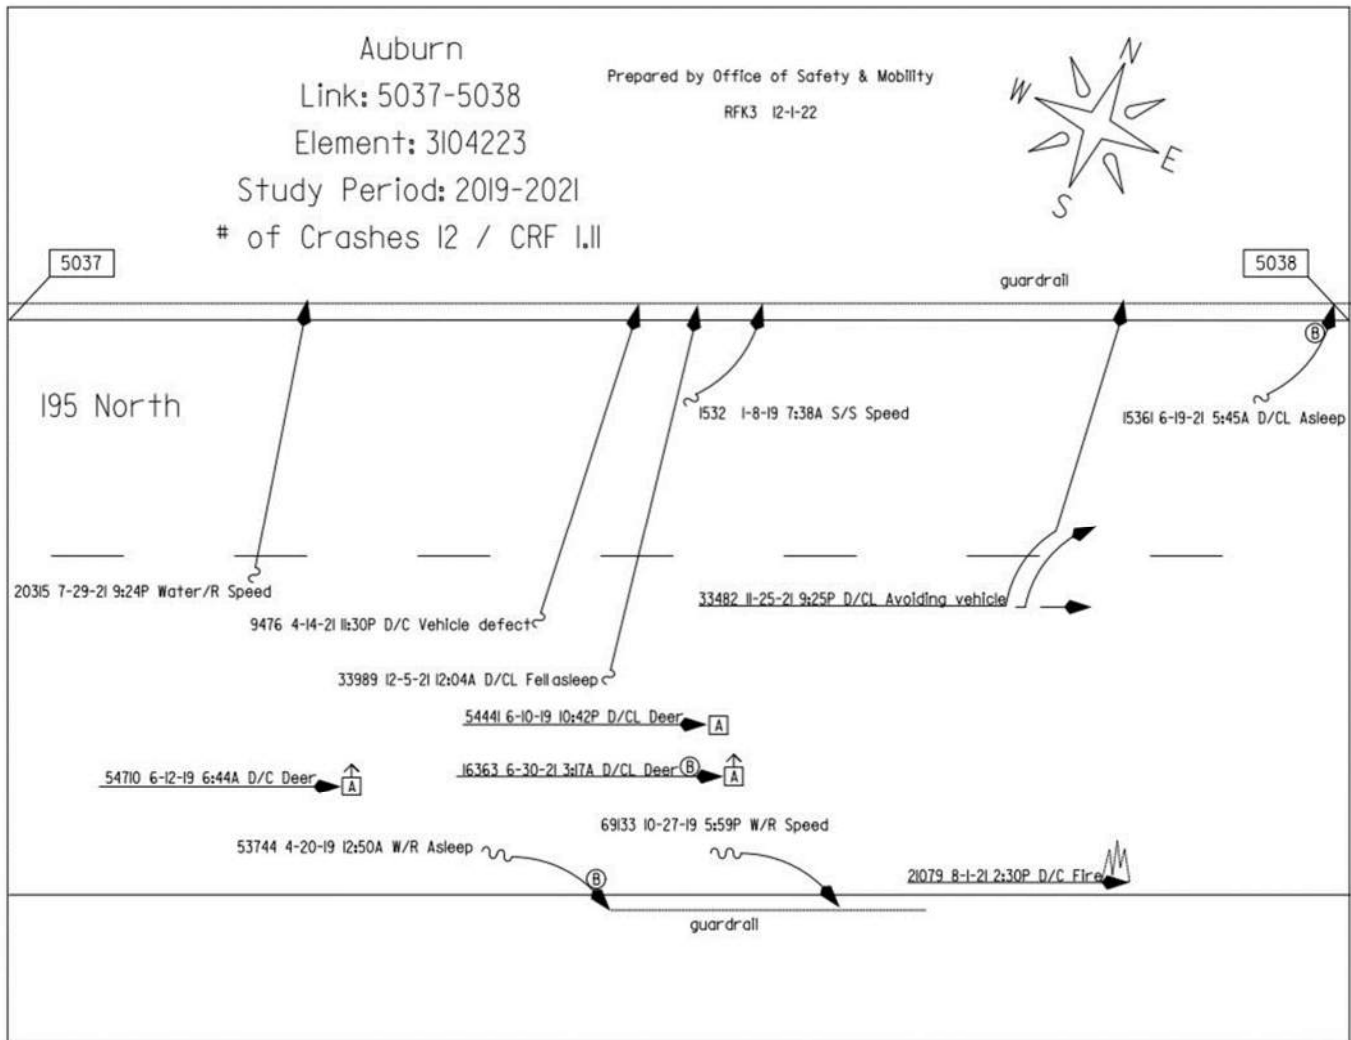 Auburn
Link: 5037-5038
Element: 3104223
Study Period: 2019-2021
# of Crashes 12 / CRF 1.11
Prepared by Office of Safety & Mobility
RFK3 12-1-22
N
W
E
S
5037
5038
guardrail
B
I95 North
1532 1-8-19 7:38A S/S Speed
15361 6-19-21 5:45A D/CL Asleep
20315 7-29-21 9:24P Water/R Speed
33482 11-25-21 9:25P D/CL Avoiding vehicle
9476 4-14-21 11:30P D/C Vehicle defect
33989 12-5-21 12:04A D/CL Fell asleep
54441 6-10-19 10:42P D/CL Deer A
54710 6-12-19 6:44A D/C Deer A
16363 6-30-21 3:17A D/CL Deer B A
69133 10-27-19 5:59P W/R Speed
53744 4-20-19 12:50A W/R Asleep
B
21079 8-1-21 2:30P D/C Fire
guardrail